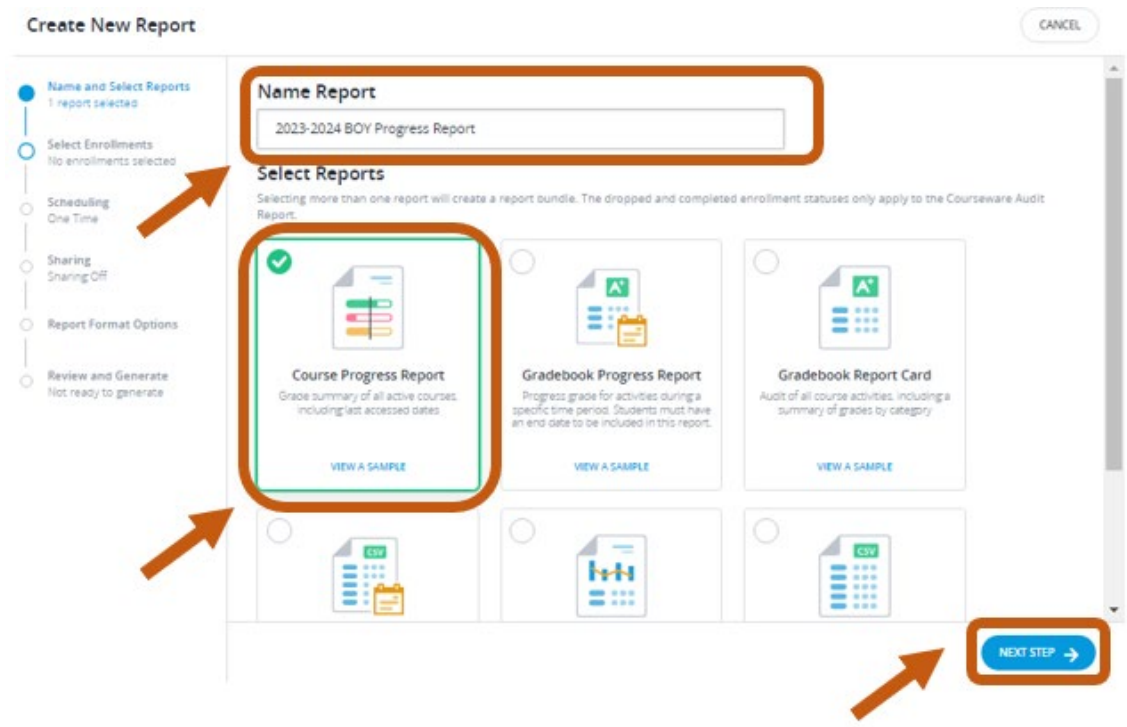 Create New Report
CANCEL
Name and Select Reports
1 report selected
Select Enrollments
No enrollments selected
Scheduling
One Time
Sharing
Sharing Off
Report Format Options
Review and Generate
Not ready to generate
Name Report
2023-2024 BOY Progress Report
Select Reports
Selecting more than one report will create a report bundle. The dropped and completed enrollment statuses only apply to the Courseware Audit
Report.
Course Progress Report
Grade summary of all active courses,
including last accessed dates
VIEW A SAMPLE
A+
Gradebook Progress Report
Progress grade for activities during a
specific time period. Students must have
an end date to be included in this report.
VIEW A SAMPLE
A+
Gradebook Report Card
Audit of all course activities, including a
summary of grades by category
VIEW A SAMPLE
CSV
CSV
NEXT STEP